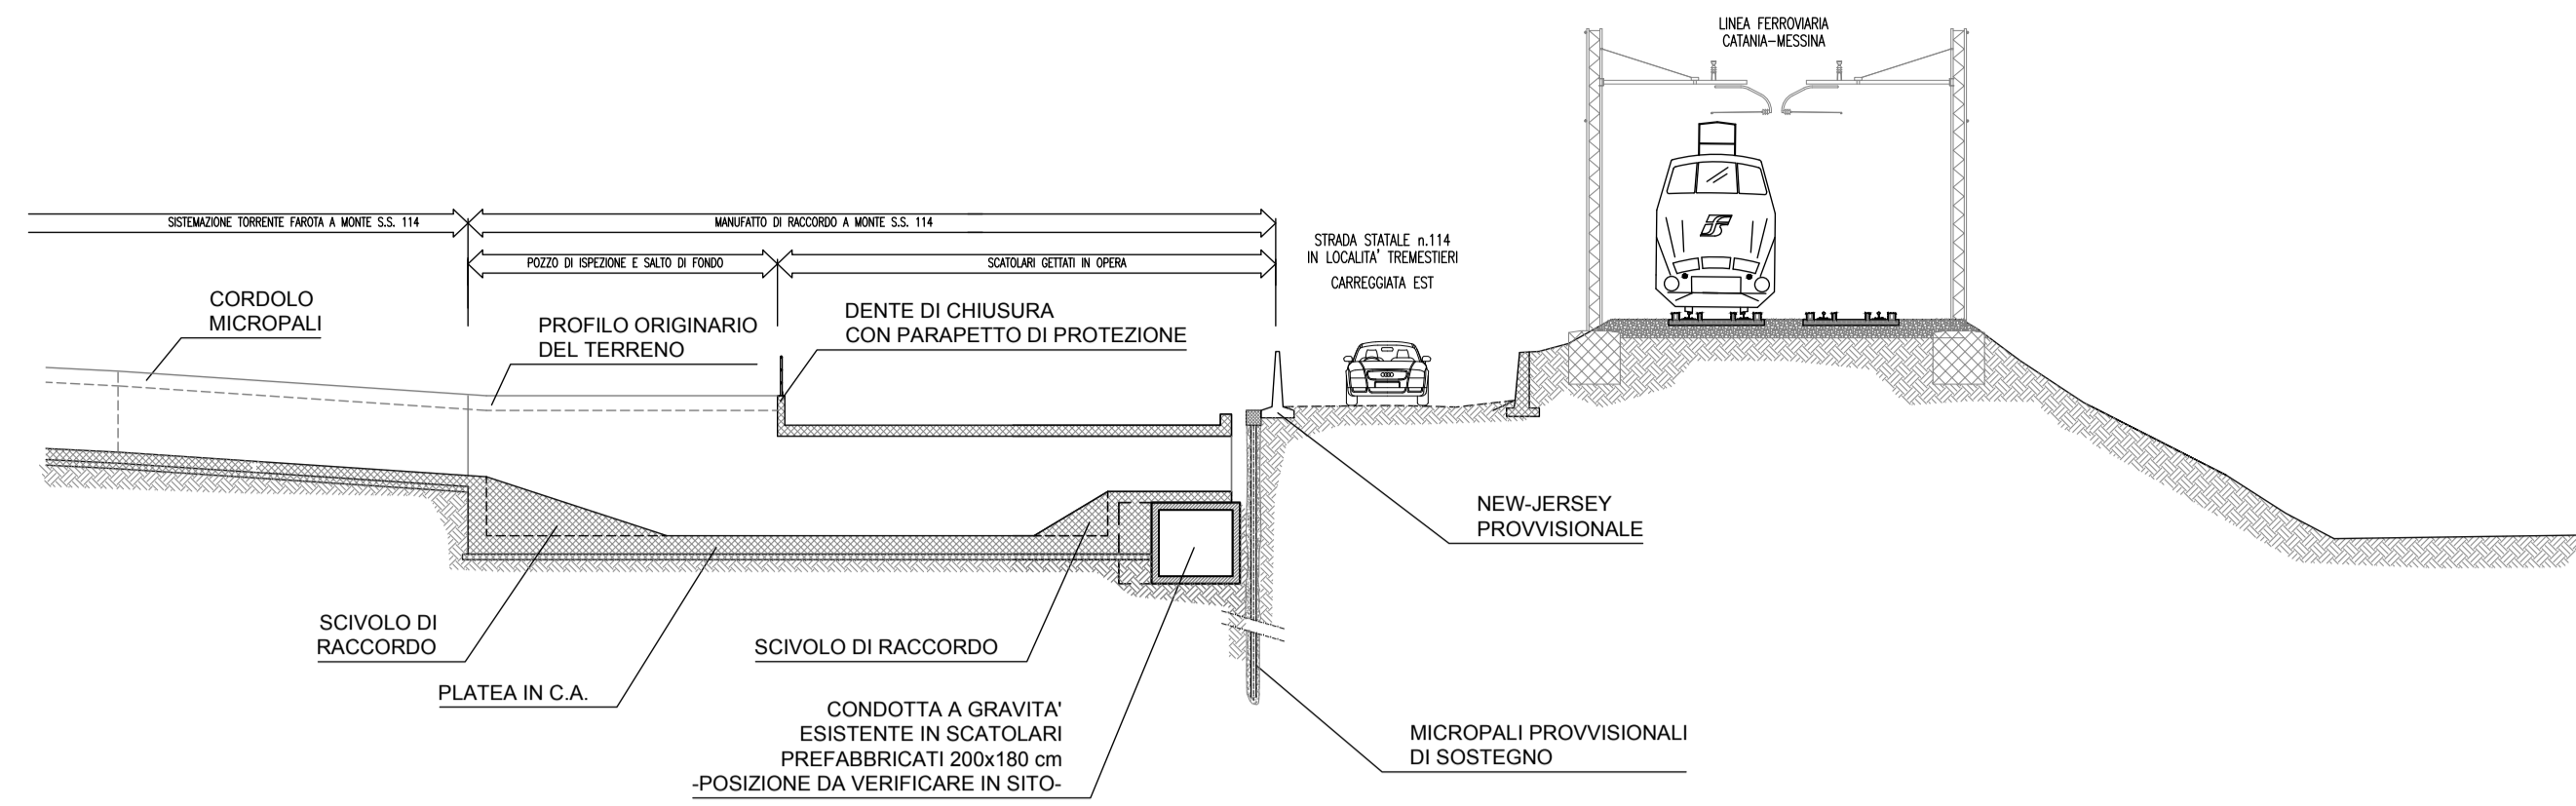 LINEA FERROVIARIA
CATANIA-MESSINA
SISTEMAZIONE TORRENTE FAROTA A MONTE S.S. 114
MANUFATTO DI RACCORDO A MONTE S.S. 114
POZZO DI ISPEZIONE E SALTO DI FONDO
SCATOLARI GETTATI IN OPERA
STRADA STATALE n.114
IN LOCALITA' TREMESTIERI
CARREGGIATA EST
CORDOLO
MICROPALI
PROFILO ORIGINARIO
DEL TERRENO
DENTE DI CHIUSURA
CON PARAPETTO DI PROTEZIONE
NEW-JERSEY
PROVVISIONALE
SCIVOLO DI
RACCORDO
SCIVOLO DI RACCORDO
PLATEA IN C.A.
CONDOTTA A GRAVITA'
ESISTENTE IN SCATOLARI
PREFABBRICATI 200x180 cm
-POSIZIONE DA VERIFICARE IN SITO-
MICROPALI PROVVISIONALI
DI SOSTEGNO